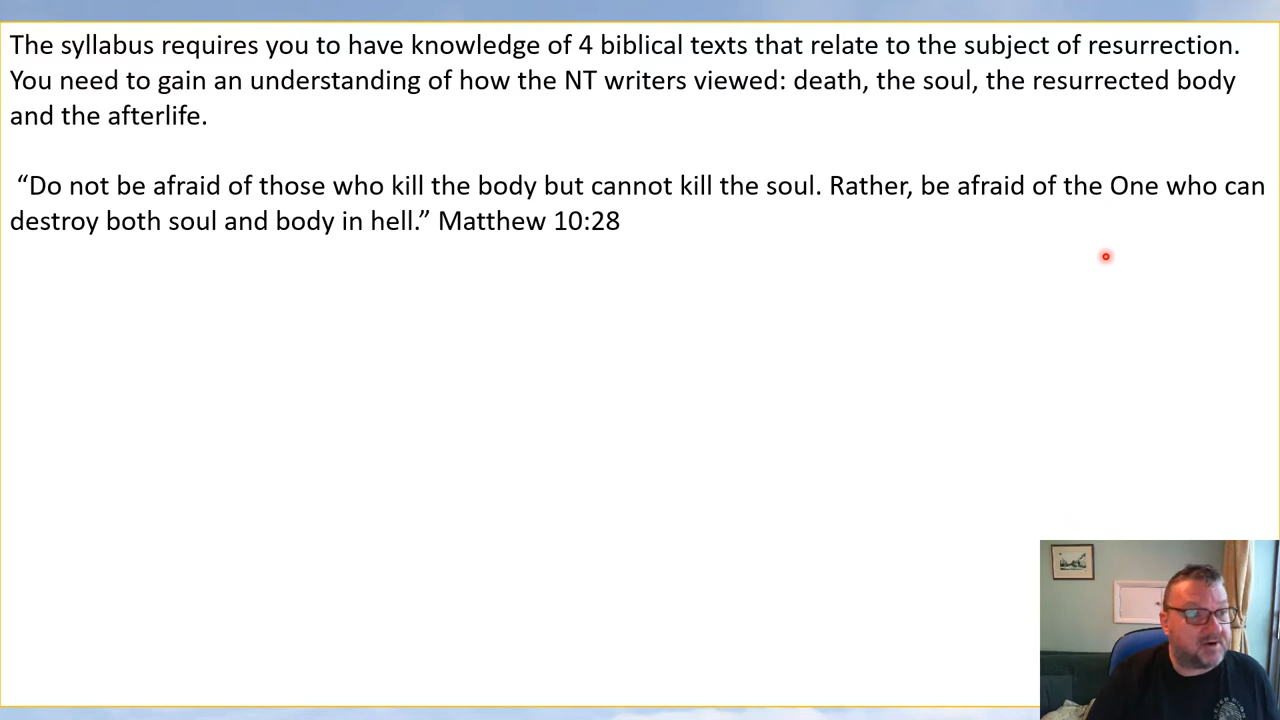 The syllabus requires you to have knowledge of 4 biblical texts that relate to the subject of resurrection.
You need to gain an understanding of how the NT writers viewed: death, the soul, the resurrected body
and the afterlife.
“Do not be afraid of those who kill the body but cannot kill the soul. Rather, be afraid of the One who can
destroy both soul and body in hell.” Matthew 10:28